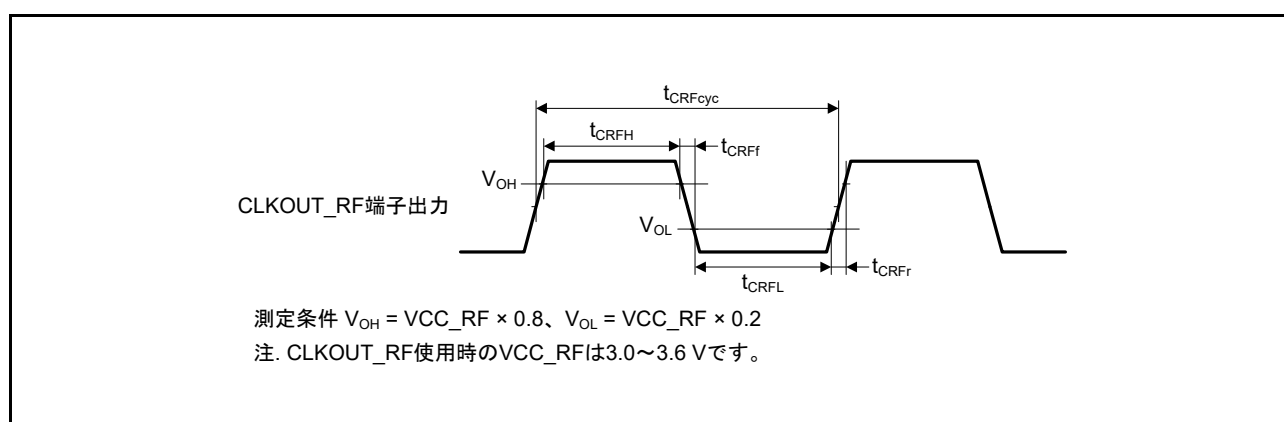 tCRFcyc
tCRFH
tCRFf
VOH
CLKOUT_RF端子出力
VOL
tCRFr
tCRFL
測定条件 VOH = VCC_RF × 0.8、VOL = VCC_RF × 0.2
注. CLKOUT_RF使用時のVCC_RFは3.0~3.6 Vです。